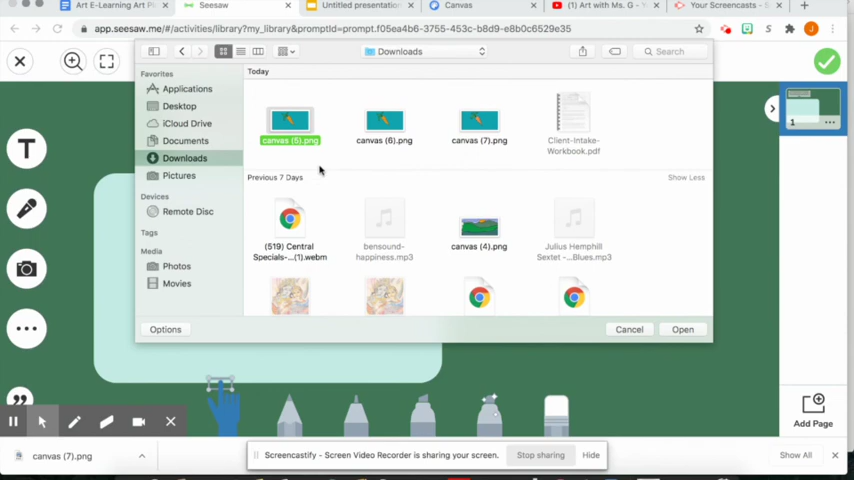 Art E-Learning Art Pl
Seesaw
Untitled presentation
Canvas
Art with Ms. G - Y
Your Screencasts -
app.seesaw.me/#/activities/library?my_library&promptId=prompt.f05ea4b6-3755-453c-b8d9-e8b0c6529e35
Downloads
Search
Favorites
Applications
Desktop
iCloud Drive
Documents
Downloads
Pictures
Devices
Remote Disc
Tags
Media
Photos
Movies
Today
canvas (5).png
canvas (6).png
canvas (7).png
Client-Intake-
Workbook.pdf
Previous 7 Days
Show Less
(519) Central
Specials-...(1).webm
bensound-
happiness.mp3
canvas (4).png
Julius Hemphill
Sextet -...Blues.mp3
Options
Cancel
Open
T
1
Add Page
canvas (7).png
Screencastify - Screen Video Recorder is sharing your screen.
Stop sharing
Hide
Show All
J